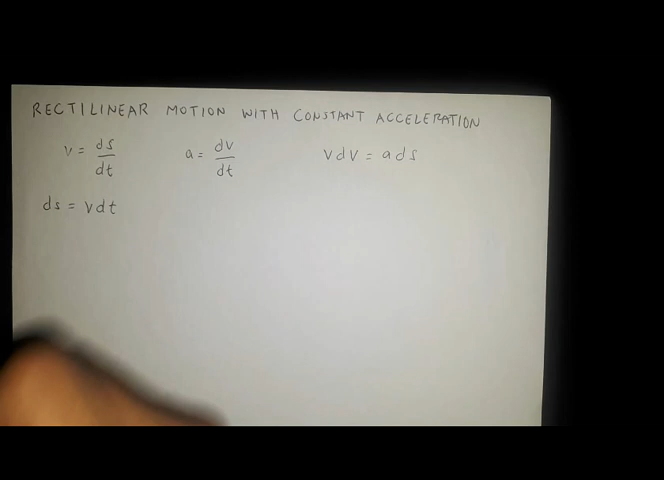 RECTILINEAR MOTION WITH CONSTANT ACCELERATION
v = ds/dt a = dv/dt vdv = ads
ds = vdt